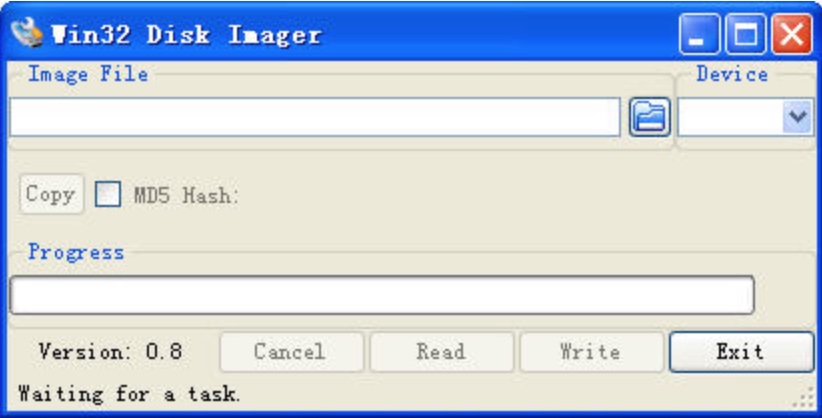 Win32 Disk Imager
Image File Device
Copy MD5 Hash:
Progress
Version: 0.8 Cancel Read Write Exit
Waiting for a task.